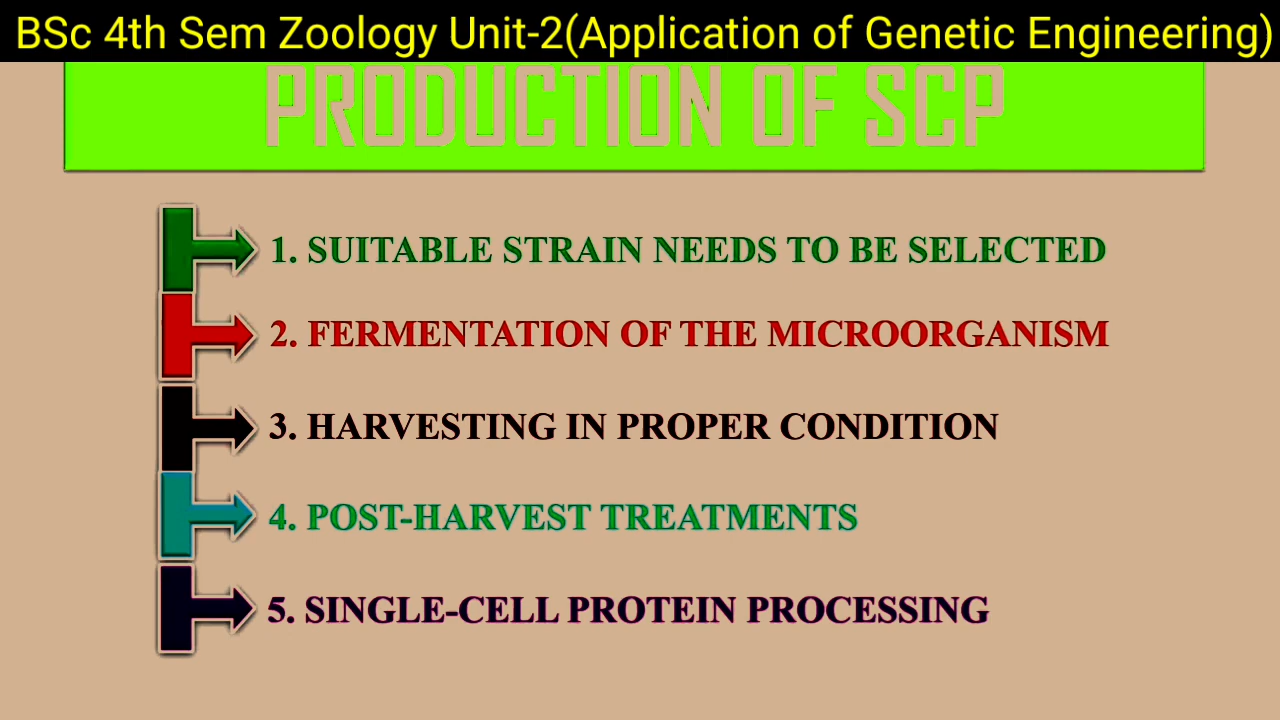 BSc 4th Sem Zoology Unit-2(Application of Genetic Engineering)
PRODUCTION OF SCP
1. SUITABLE STRAIN NEEDS TO BE SELECTED
2. FERMENTATION OF THE MICROORGANISM
3. HARVESTING IN PROPER CONDITION
4. POST-HARVEST TREATMENTS
5. SINGLE-CELL PROTEIN PROCESSING